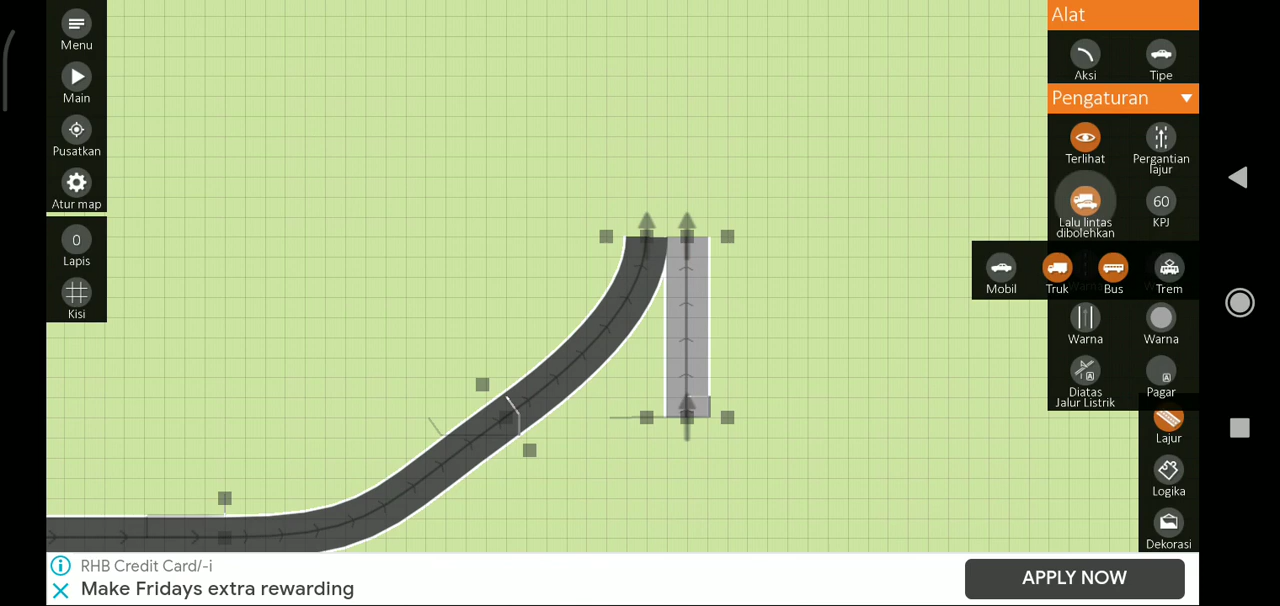 Menu
Main
Pusatkan
Atur map
0
Lapis
Kisi
Alat
Aksi
Tipe
Pengaturan
Terlihat
Pergantian
lajur
Lalu lintas
dibolehkan
60
KPJ
Mobil
Truk
Bus
Trem
Warna
Warna
A
Diatas
Jalur Listrik
A
Pagar
Lajur
Logika
Dekorasi
RHB Credit Card/-i
Make Fridays extra rewarding
APPLY NOW